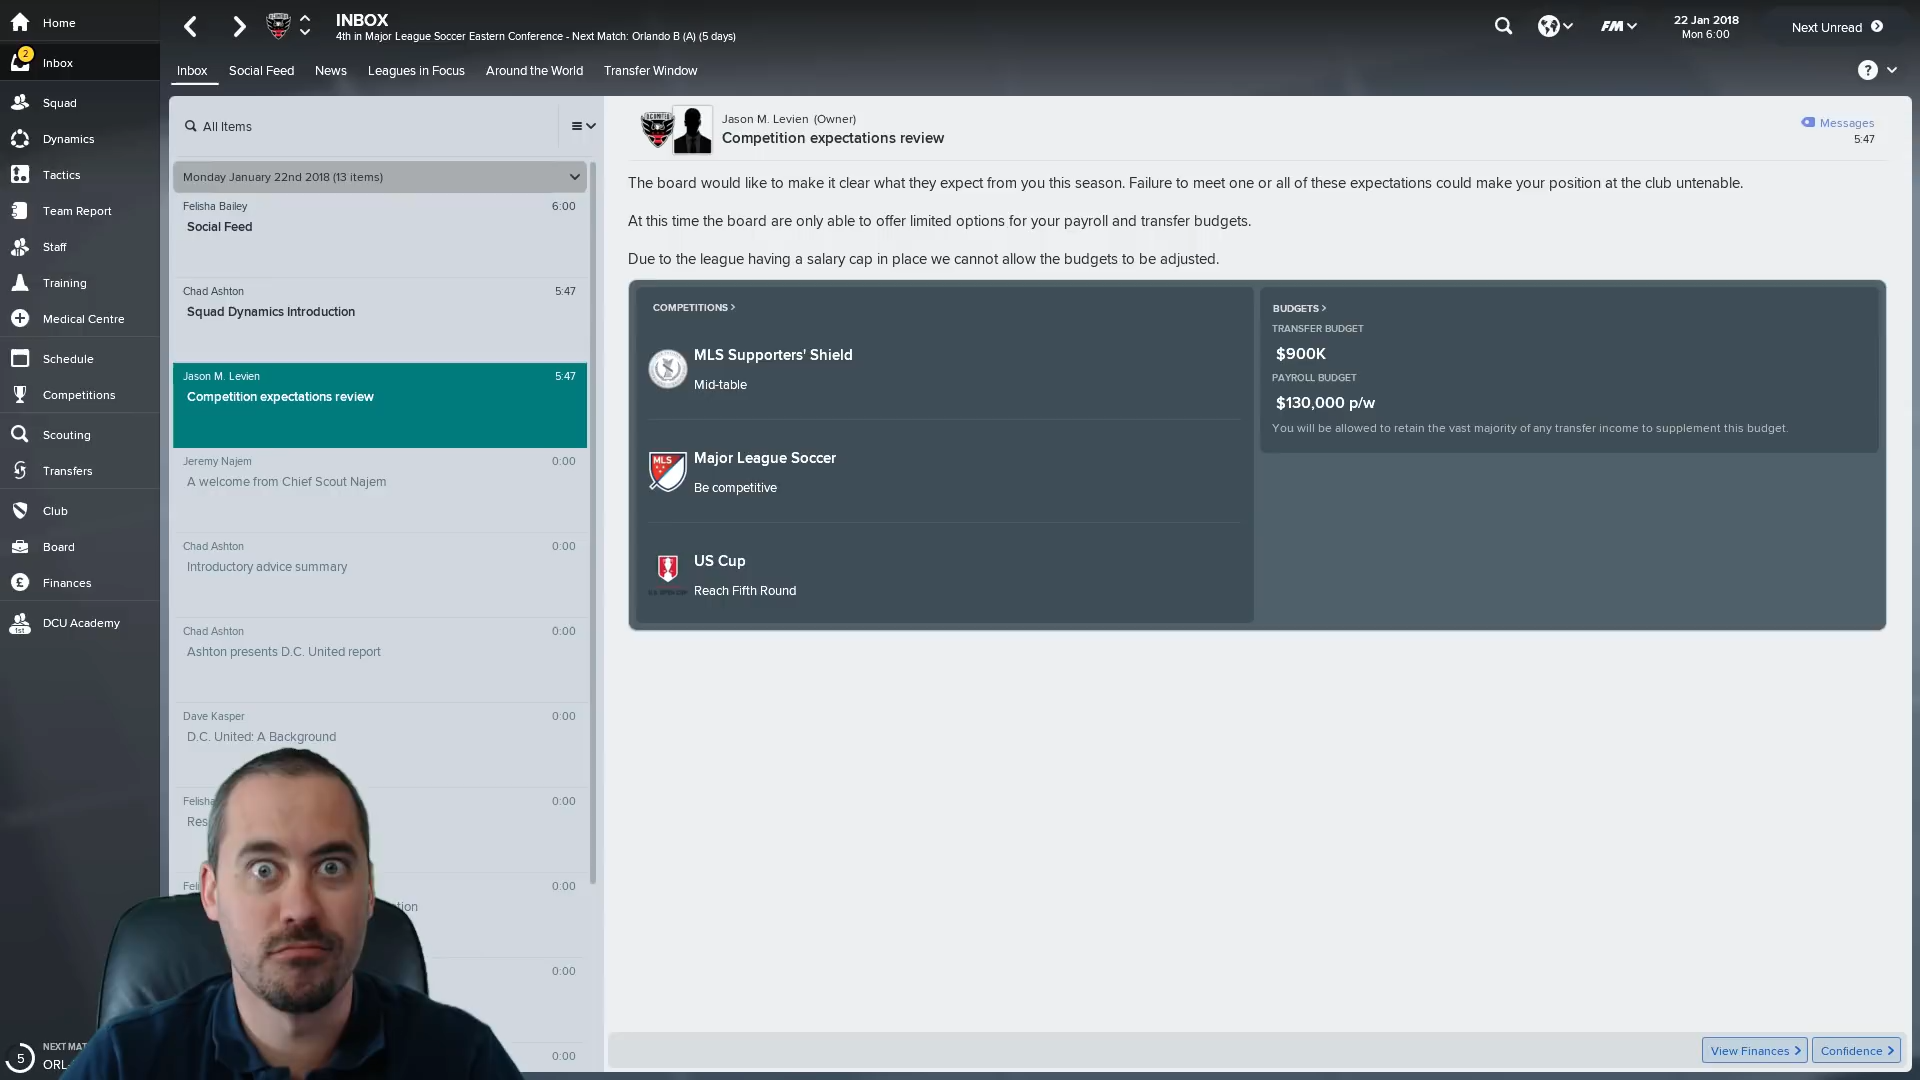 Home
2
Inbox
Squad
Dynamics
Tactics
Team Report
Staff
Training
Medical Centre
Schedule
Competitions
Scouting
Transfers
Club
Board
£
Finances
1st
DCU Academy
5
NEXT MAT
ORL
INBOX
4th in Major League Soccer Eastern Conference - Next Match: Orlando B (A) (5 days)
FM
22 Jan 2018
Mon 6:00
Next Unread
Inbox
Social Feed
News
Leagues in Focus
Around the World
Transfer Window
?
All Items
Monday January 22nd 2018 (13 items)
Felisha Bailey 6:00
Social Feed
Chad Ashton 5:47
Squad Dynamics Introduction
Jason M. Levien 5:47
Competition expectations review
Jeremy Najem 0:00
A welcome from Chief Scout Najem
Chad Ashton 0:00
Introductory advice summary
Chad Ashton 0:00
Ashton presents D.C. United report
Dave Kasper 0:00
D.C. United: A Background
Felisha 0:00
Res
Feli 0:00
tion
0:00
0:00
Jason M. Levien (Owner)
Competition expectations review
Messages
5:47
The board would like to make it clear what they expect from you this season. Failure to meet one or all of these expectations could make your position at the club untenable.
At this time the board are only able to offer limited options for your payroll and transfer budgets.
Due to the league having a salary cap in place we cannot allow the budgets to be adjusted.
COMPETITIONS >
MLS Supporters' Shield
Mid-table
MLS
Major League Soccer
Be competitive
US Cup
Reach Fifth Round
BUDGETS >
TRANSFER BUDGET
$900K
PAYROLL BUDGET
$130,000 p/w
You will be allowed to retain the vast majority of any transfer income to supplement this budget.
View Finances >
Confidence >